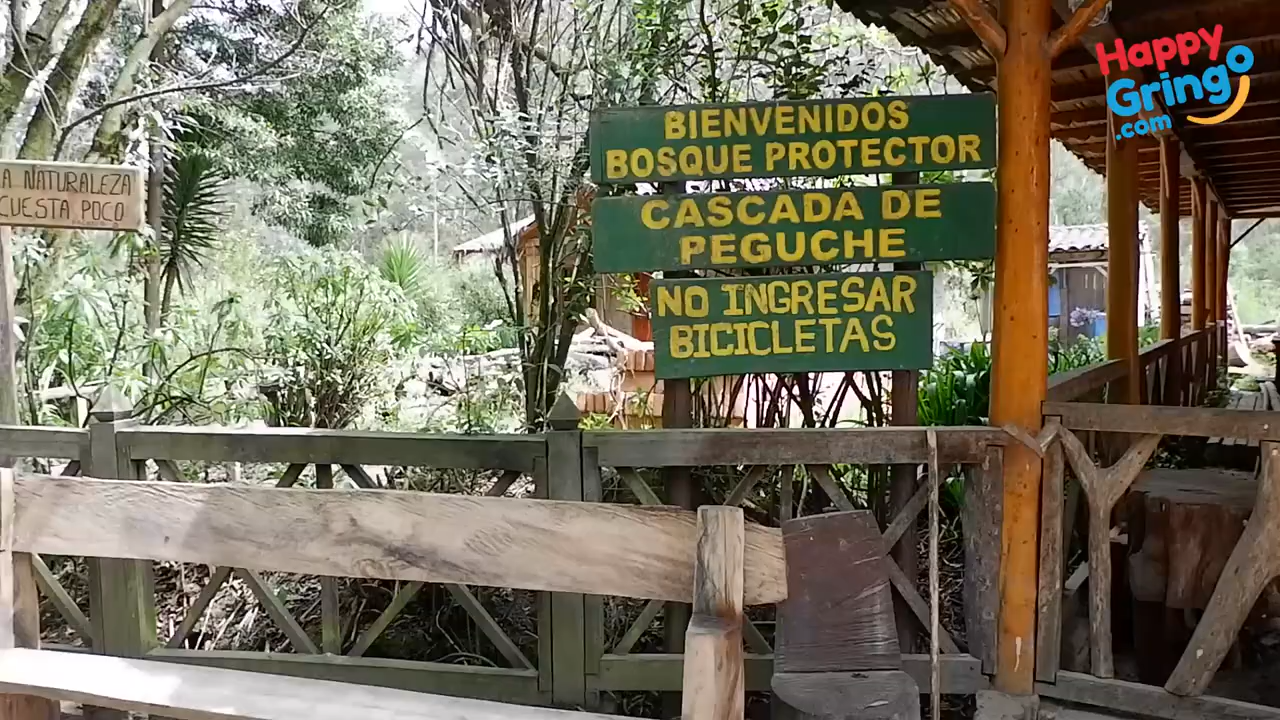 Happy
Gringo
.com
BIENVENIDOS
BOSQUE PROTECTOR
CASCADA DE
PEGUCHE
NO INGRESAR
BICICLETAS
A NATURALEZA
CUESTA POCO